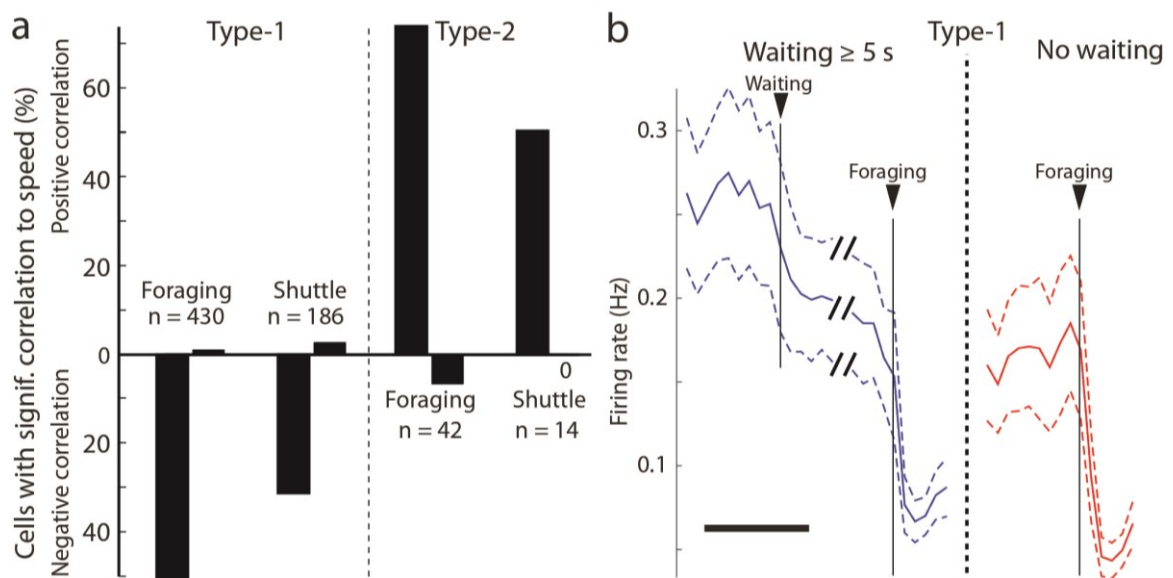 a
Type-1
Type-2
Cells with signif. correlation to speed (%)
Positive correlation
Negative correlation
60
40
20
0
20
40
Foraging
n = 430
Shuttle
n = 186
Foraging
n = 42
0
Shuttle
n = 14
b
Type-1
Waiting ≥ 5 s
No waiting
Waiting
Foraging
Foraging
Firing rate (Hz)
0.3
0.2
0.1